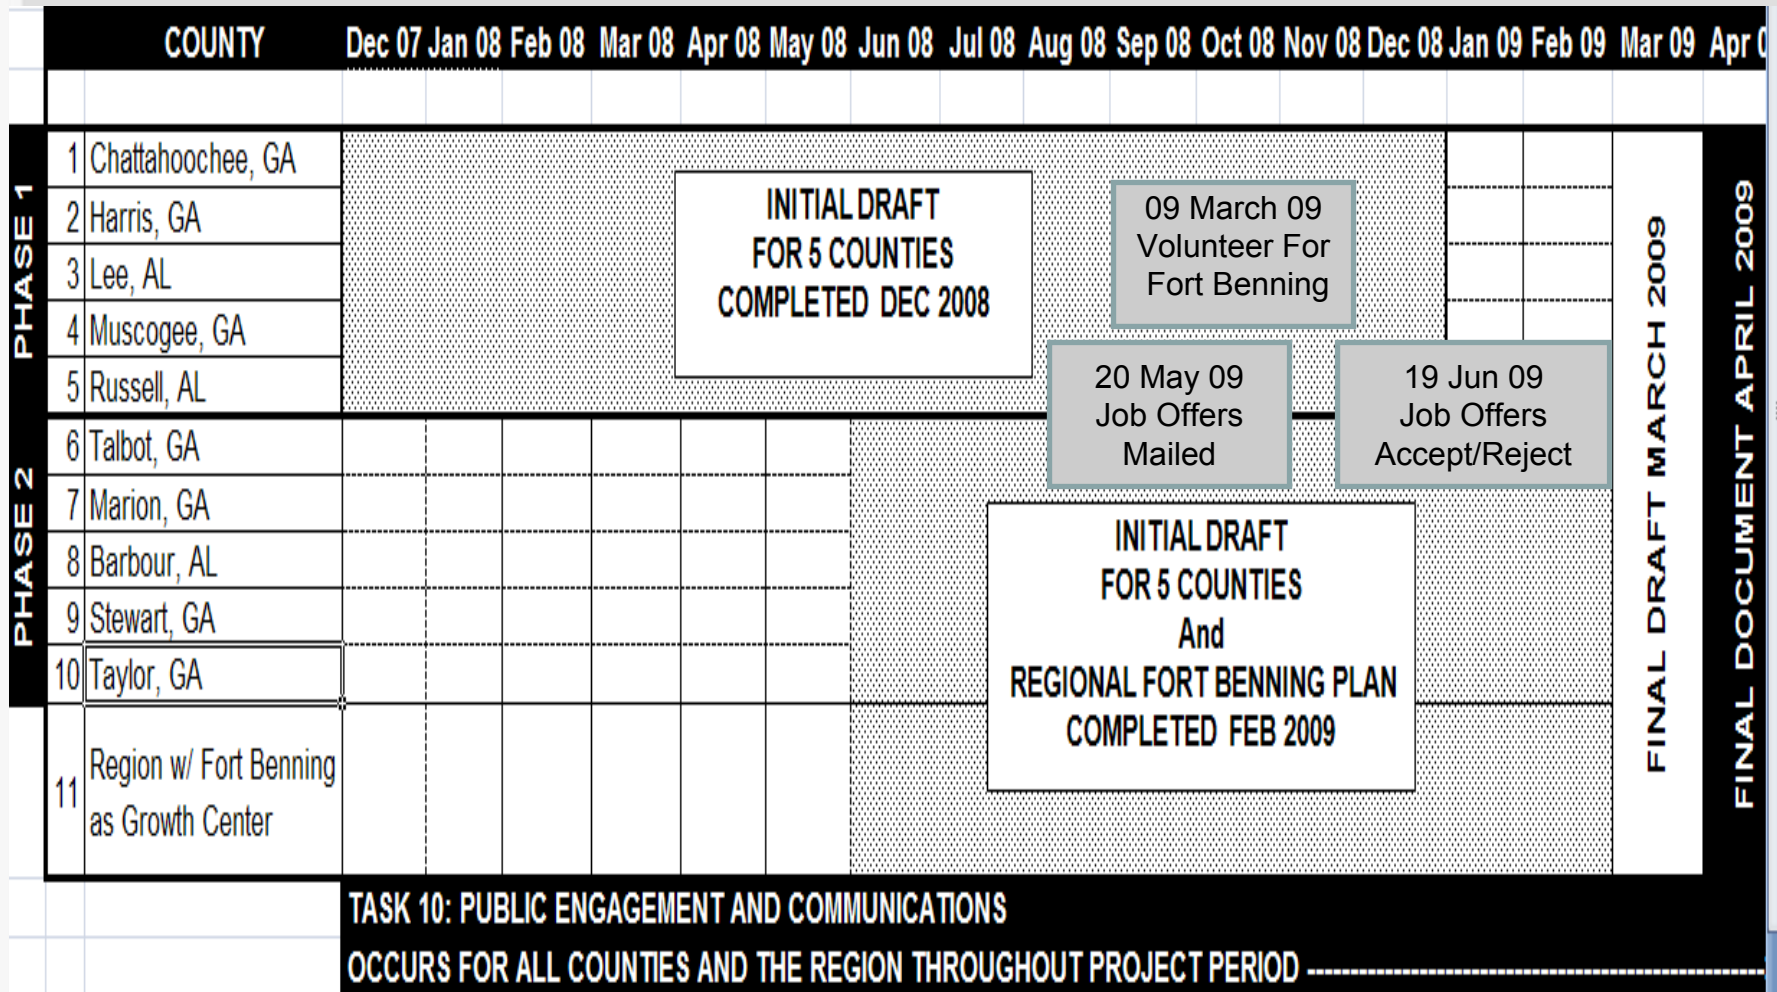 COUNTY Dec 07 Jan 08 Feb 08 Mar 08 Apr 08 May 08 Jun 08 Jul 08 Aug 08 Sep 08 Oct 08 Nov 08 Dec 08 Jan 09 Feb 09 Mar 09 Apr 0
PHASE 1
1 Chattahoochee, GA
2 Harris, GA
3 Lee, AL
4 Muscogee, GA
5 Russell, AL
INITIAL DRAFT
FOR 5 COUNTIES
COMPLETED DEC 2008
09 March 09
Volunteer For
Fort Benning
20 May 09
Job Offers
Mailed
19 Jun 09
Job Offers
Accept/Reject
PHASE 2
6 Talbot, GA
7 Marion, GA
8 Barbour, AL
9 Stewart, GA
10 Taylor, GA
11 Region w/ Fort Benning
as Growth Center
INITIAL DRAFT
FOR 5 COUNTIES
And
REGIONAL FORT BENNING PLAN
COMPLETED FEB 2009
FINAL DRAFT MARCH 2009
FINAL DOCUMENT APRIL 2009
TASK 10: PUBLIC ENGAGEMENT AND COMMUNICATIONS
OCCURS FOR ALL COUNTIES AND THE REGION THROUGHOUT PROJECT PERIOD ----------------------------------------------------